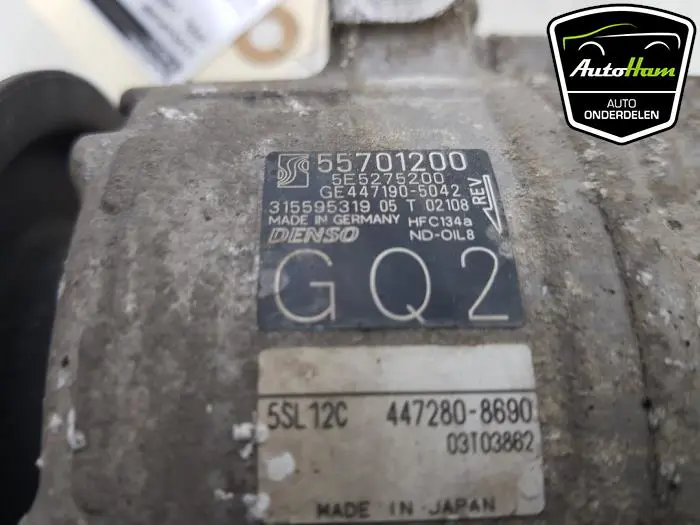 AutoHam
AUTO
ONDERDELEN
55701200
5E5275200
GE447190-5042
315595319 05 T 02108
REV
MADE IN GERMANY HFC134a
DENSO ND-OIL8
GQ2
5SL12C 447280-8690
03T03862
MADE IN JAPAN